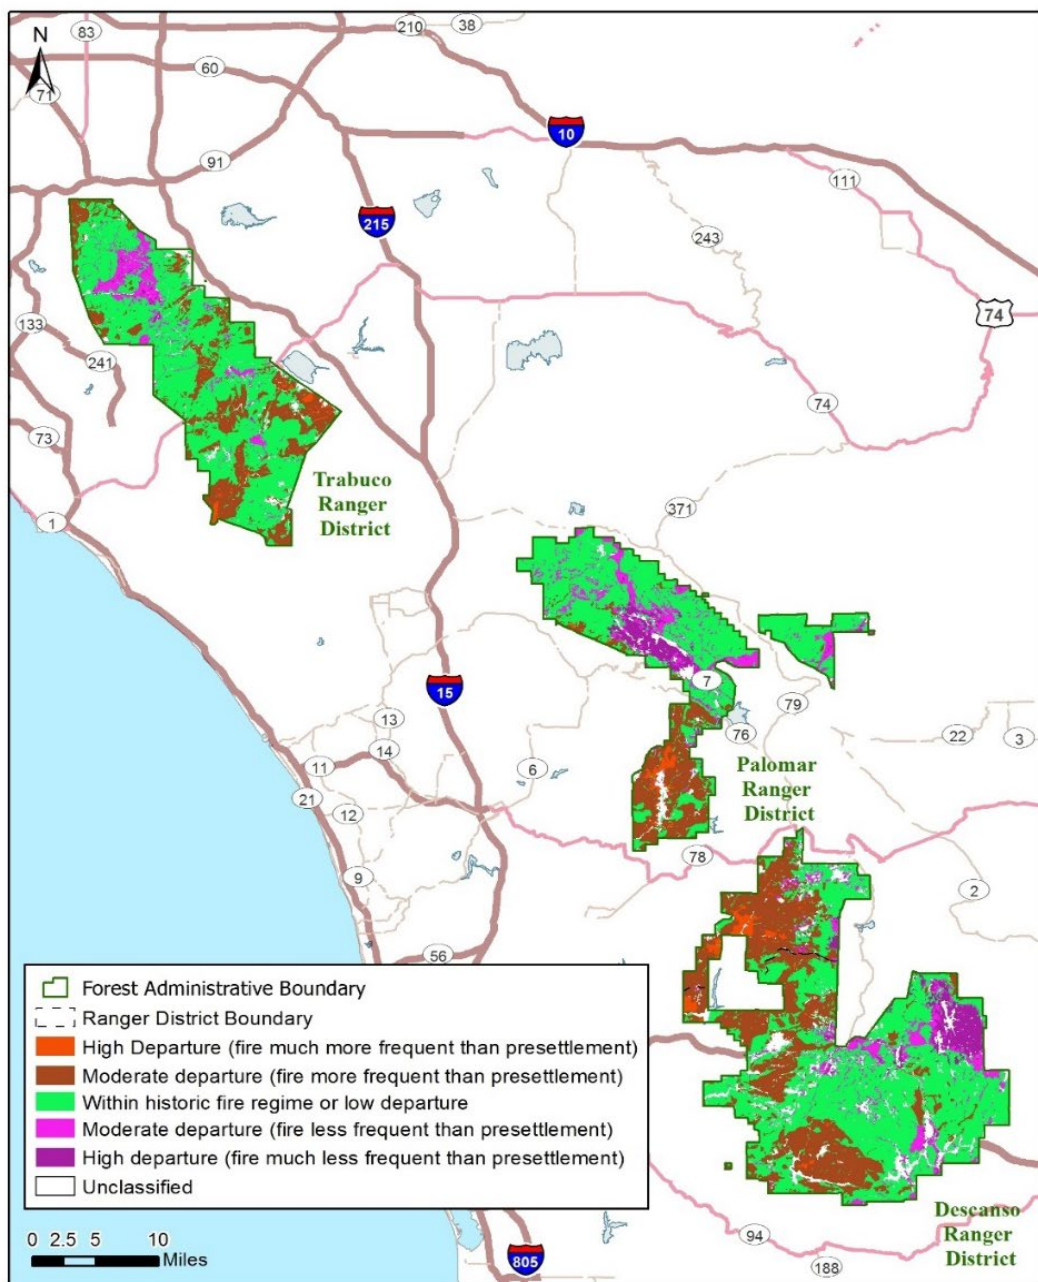 N
83
210
38
60
71
10
91
111
215
243
74
133
241
74
73
Trabuco
Ranger
District
1
371
7
15
79
13
76
22
3
14
6
11
Palomar
Ranger
District
21
12
78
9
2
56
Forest Administrative Boundary
Ranger District Boundary
High Departure (fire much more frequent than presettlement)
Moderate departure (fire more frequent than presettlement)
Within historic fire regime or low departure
Moderate departure (fire less frequent than presettlement)
High departure (fire much less frequent than presettlement)
Unclassified
Descanso
Ranger
District
94
0 2.5 5 10
Miles
805
188